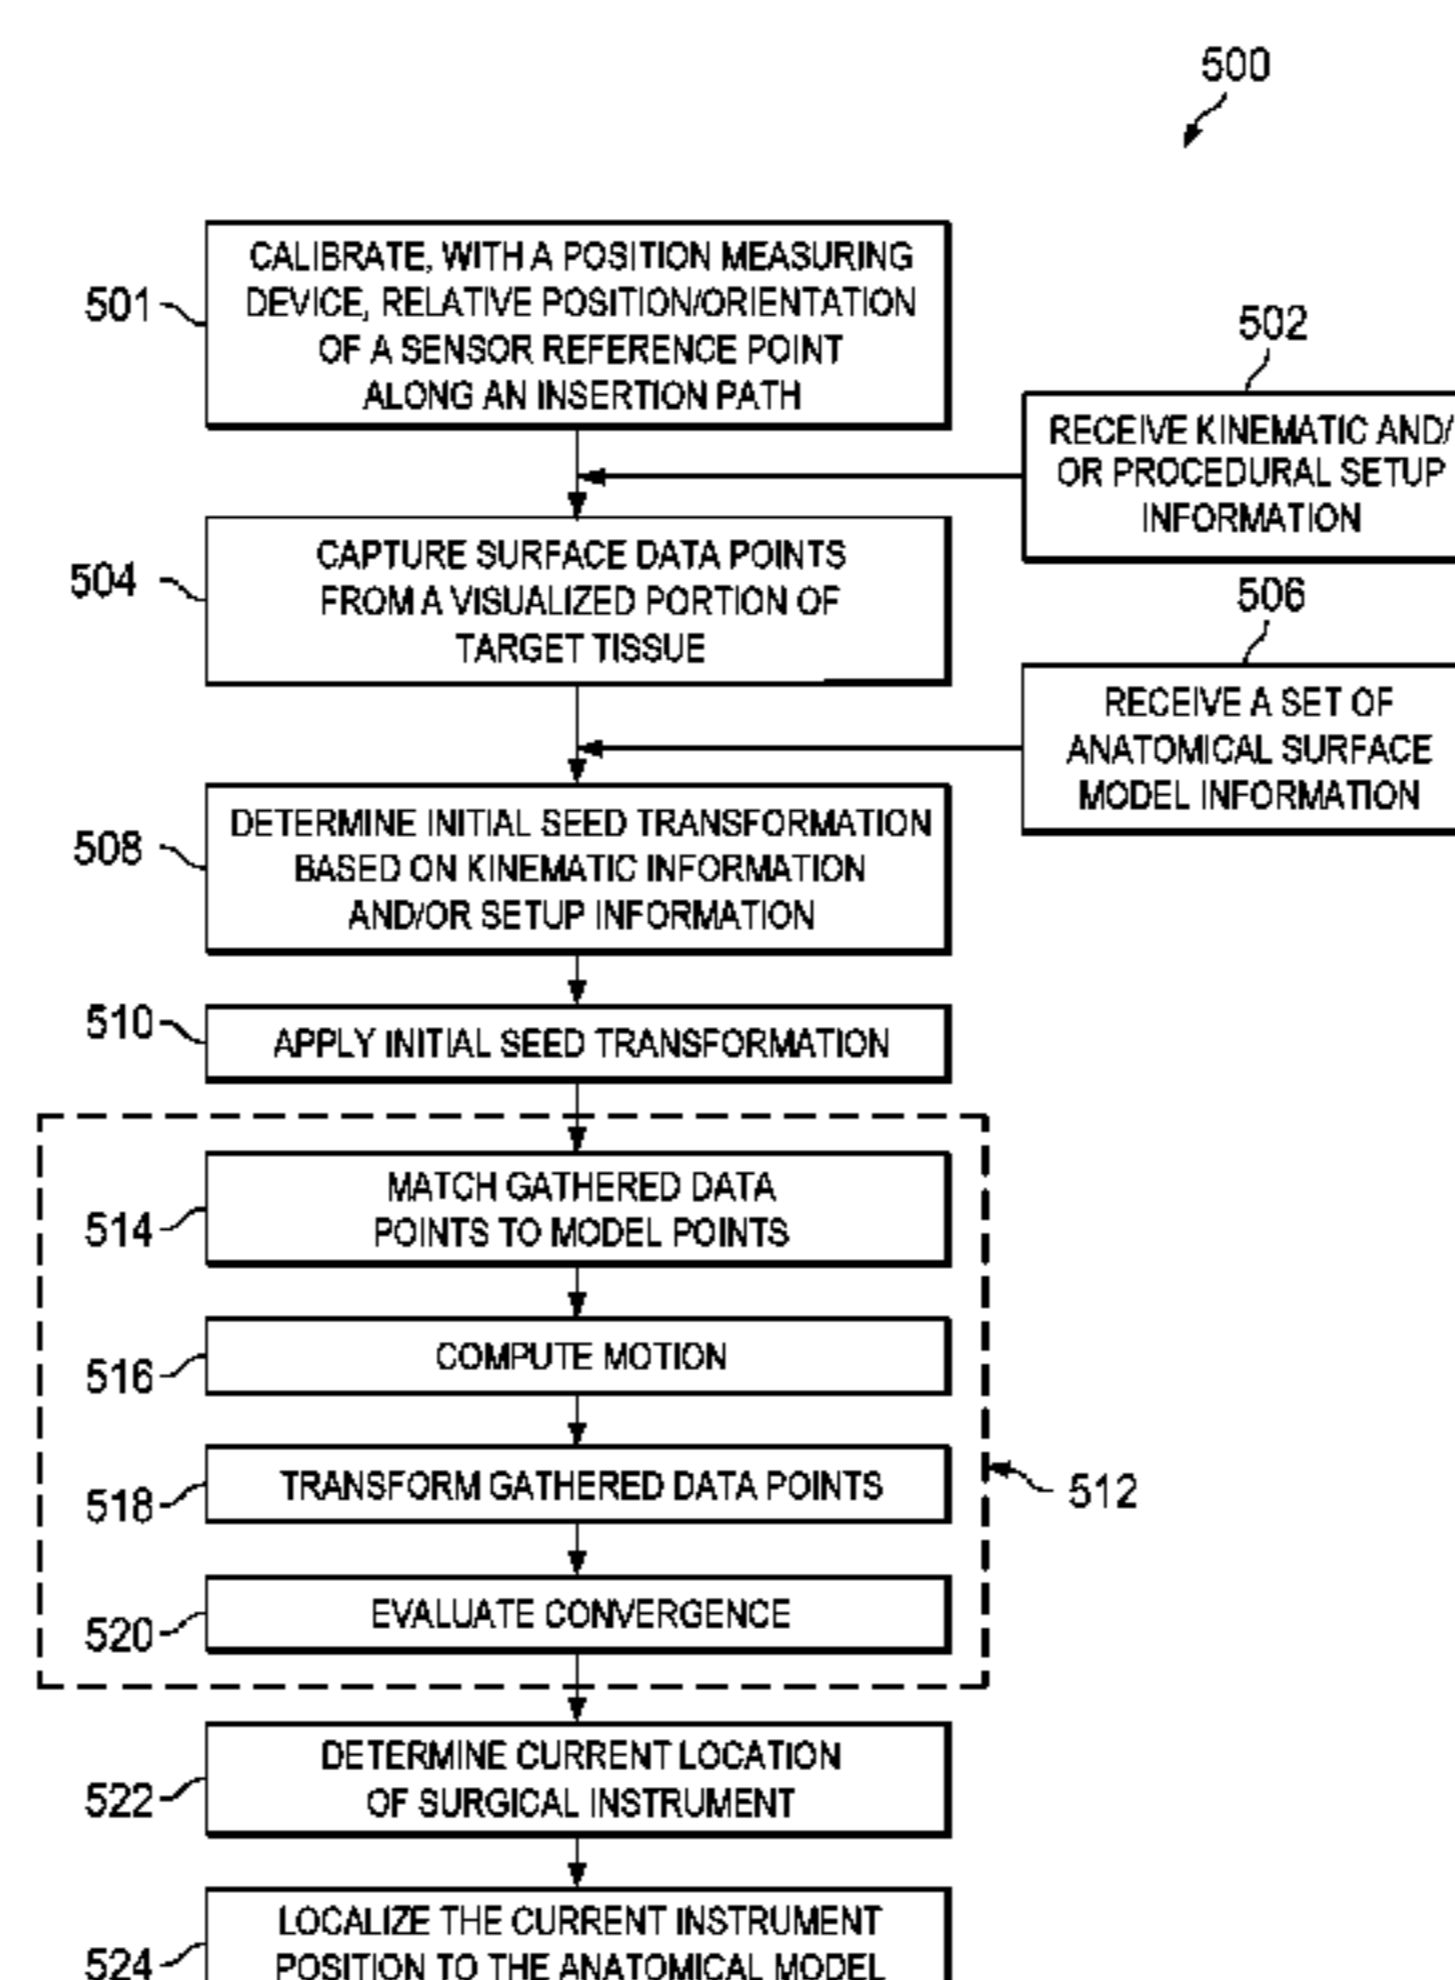 500
501
CALIBRATE, WITH A POSITION MEASURING
DEVICE, RELATIVE POSITION/ORIENTATION
OF A SENSOR REFERENCE POINT
ALONG AN INSERTION PATH
502
RECEIVE KINEMATIC AND/
OR PROCEDURAL SETUP
INFORMATION
504
CAPTURE SURFACE DATA POINTS
FROM A VISUALIZED PORTION OF
TARGET TISSUE
506
RECEIVE A SET OF
ANATOMICAL SURFACE
MODEL INFORMATION
508
DETERMINE INITIAL SEED TRANSFORMATION
BASED ON KINEMATIC INFORMATION
AND/OR SETUP INFORMATION
510
APPLY INITIAL SEED TRANSFORMATION
514
MATCH GATHERED DATA
POINTS TO MODEL POINTS
516
COMPUTE MOTION
518
TRANSFORM GATHERED DATA POINTS
512
520
EVALUATE CONVERGENCE
522
DETERMINE CURRENT LOCATION
OF SURGICAL INSTRUMENT
524
LOCALIZE THE CURRENT INSTRUMENT
POSITION TO THE ANATOMICAL MODEL